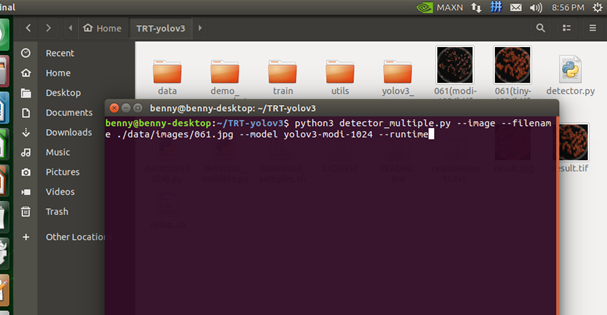 inal
MAXN
8:56 PM
Home
TRT-yolov3
Recent
Home
Desktop
Documents
Downloads
Music
Pictures
Videos
Trash
Other Location
data
demo_
train
utils
yolov3_
061(modi-
061(tiny-
detector.py
benny@benny-desktop: ~/TRT-yolov3
benny@benny-desktop:~/TRT-yolov3$ python3 detector_multiple.py --image --filenam
e ./data/images/061.jpg --model yolov3-modi-1024 --runtime
sult.tif